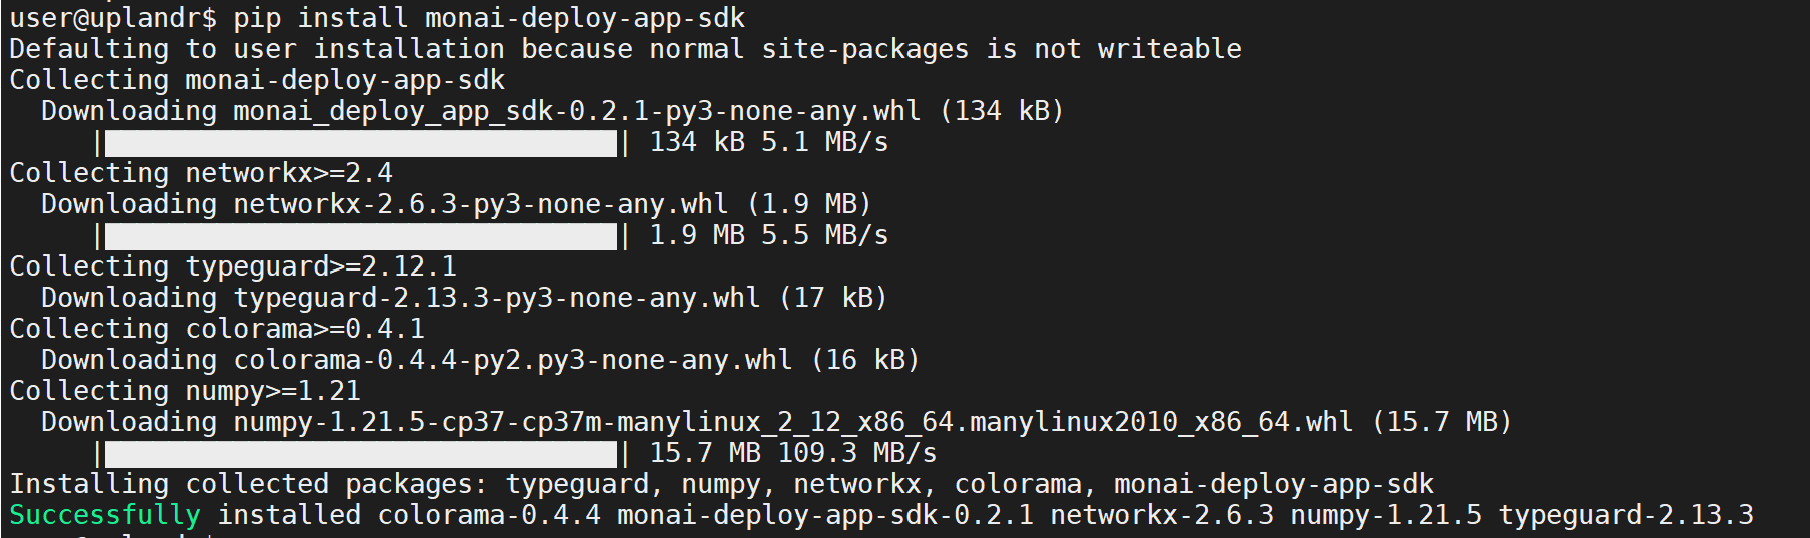 user@uplandr$ pip install monai-deploy-app-sdk
Defaulting to user installation because normal site-packages is not writeable
Collecting monai-deploy-app-sdk
  Downloading monai_deploy_app_sdk-0.2.1-py3-none-any.whl (134 kB)
     |████████████████████████████████| 134 kB 5.1 MB/s
Collecting networkx>=2.4
  Downloading networkx-2.6.3-py3-none-any.whl (1.9 MB)
     |████████████████████████████████| 1.9 MB 5.5 MB/s
Collecting typeguard>=2.12.1
  Downloading typeguard-2.13.3-py3-none-any.whl (17 kB)
Collecting colorama>=0.4.1
  Downloading colorama-0.4.4-py2.py3-none-any.whl (16 kB)
Collecting numpy>=1.21
  Downloading numpy-1.21.5-cp37-cp37m-manylinux_2_12_x86_64.manylinux2010_x86_64.whl (15.7 MB)
     |████████████████████████████████| 15.7 MB 109.3 MB/s
Installing collected packages: typeguard, numpy, networkx, colorama, monai-deploy-app-sdk
Successfully installed colorama-0.4.4 monai-deploy-app-sdk-0.2.1 networkx-2.6.3 numpy-1.21.5 typeguard-2.13.3